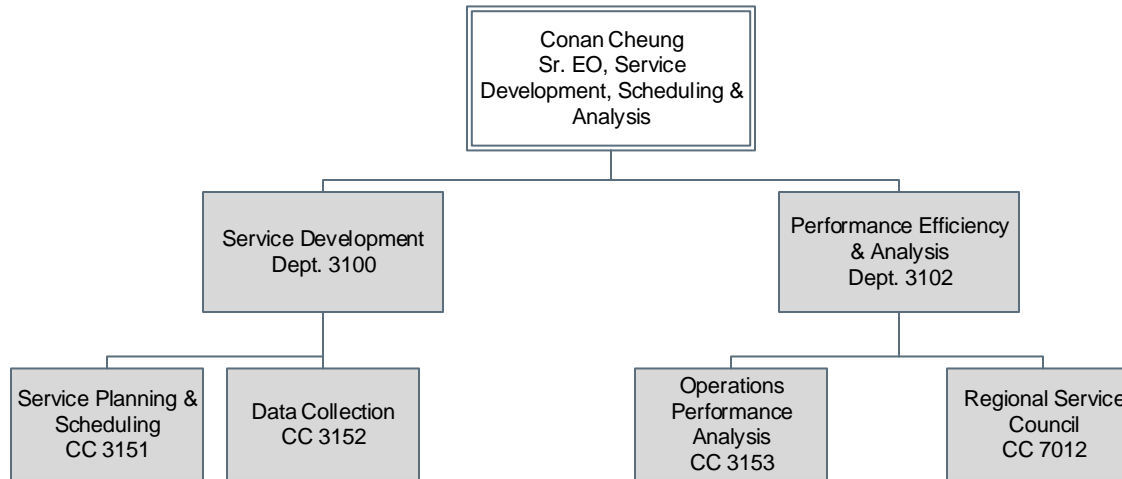 Conan Cheung
Sr. EO, Service
Development, Scheduling &
Analysis
Service Development
Dept. 3100
Performance Efficiency
& Analysis
Dept. 3102
Service Planning &
Scheduling
CC 3151
Data Collection
CC 3152
Operations
Performance
Analysis
CC 3153
Regional Service
Council
CC 7012